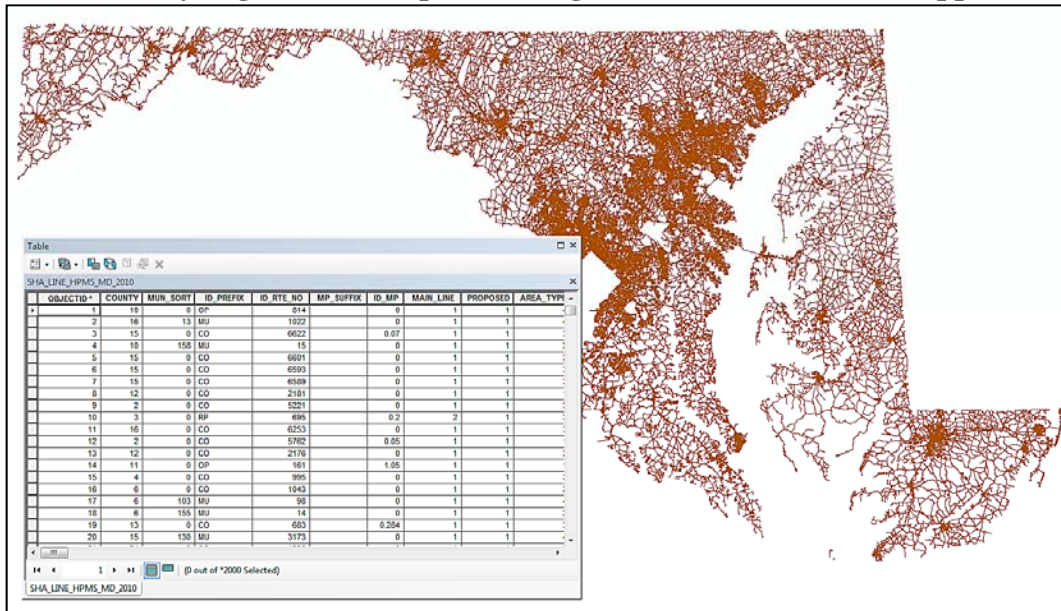 Table
SHA_LINE_HPMS_MD_2010
OBJECTID * COUNTY MUN_SORT ID_PREFIX ID_RTE_NO MP_SUFFIX ID_MP MAIN_LINE PROPOSED AREA_TYP
1 10 0 OP 814 0 1 1
2 16 13 MU 1022 0 1 1
3 15 0 CO 6622 0.07 1 1
4 10 158 MU 15 0 1 1
5 15 0 CO 6601 0 1 1
6 15 0 CO 6593 0 1 1
7 15 0 CO 6589 0 1 1
8 12 0 CO 2181 0 1 1
9 2 0 CO 5221 0 1 1
10 3 0 RP 695 0.2 2 1
11 16 0 CO 6253 0 1 1
12 2 0 CO 5762 0.05 1 1
13 12 0 CO 2176 0 1 1
14 11 0 OP 161 1.05 1 1
15 4 0 CO 995 0 1 1
16 6 0 CO 1043 0 1 1
17 6 103 MU 98 0 1 1
18 6 155 MU 14 0 1 1
19 13 0 CO 683 0.284 1 1
20 15 130 MU 3173 0 1 1
1 (0 out of *2000 Selected)
SHA_LINE_HPMS_MD_2010